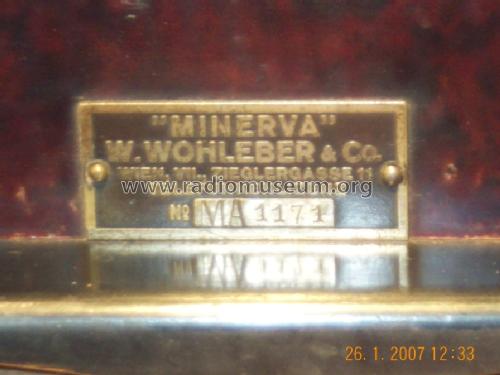 "MINERVA"
W. WOHLEBER & Co.
WIEN, VII., ZIEGLERGASSE 11
www.radiomuseum.org
No MA 1171
26. 1. 2007 12:33